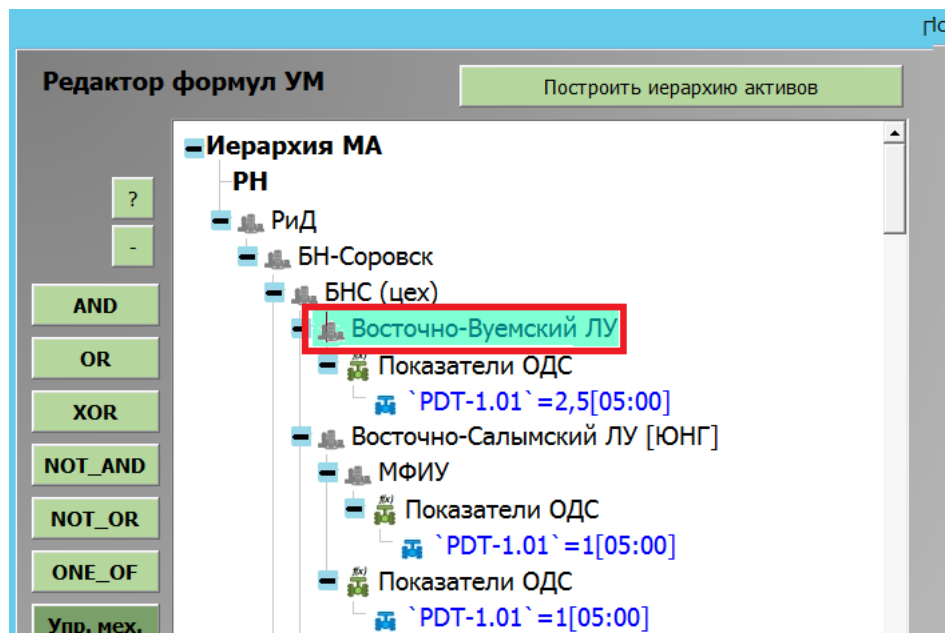 Редактор формул УМ
Построить иерархию активов
Иерархия МА
РН
?
РиД
-
БН-Соровск
БНС (цех)
AND
Восточно-Вуемский ЛУ
OR
Показатели ОДС
`PDT-1.01`=2,5[05:00]
XOR
Восточно-Салымский ЛУ [ЮНГ]
NOT_AND
МФИУ
f(x) Показатели ОДС
NOT_OR
`PDT-1.01`=1[05:00]
ONE_OF
Показатели ОДС
`PDT-1.01`=1[05:00]
Упр. мех.